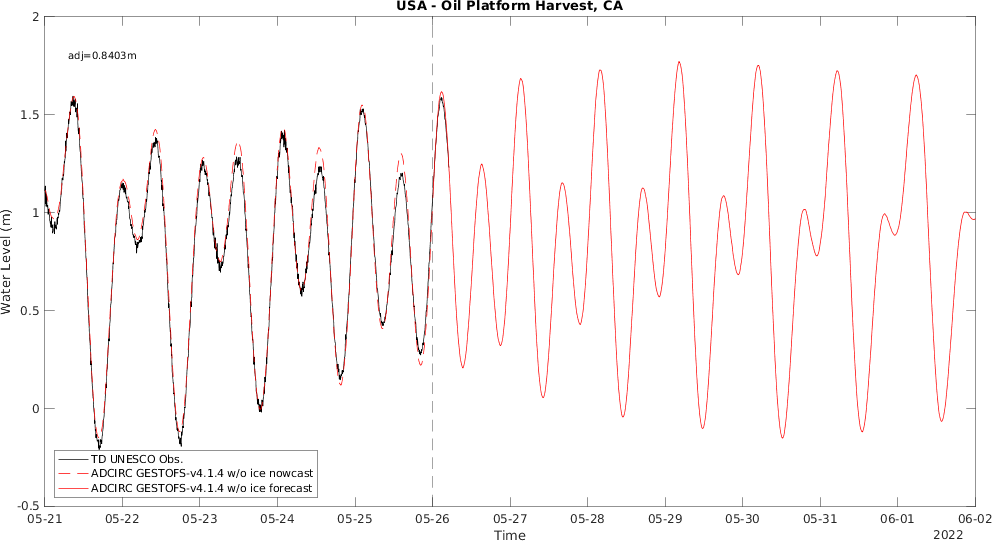 USA - Oil Platform Harvest, CA
2
adj=0.8403m
1.5
1
0.5
0
-0.5
Water Level (m)
TD UNESCO Obs.
ADCIRC GESTOFS-v4.1.4 w/o ice nowcast
ADCIRC GESTOFS-v4.1.4 w/o ice forecast
05-21 05-22 05-23 05-24 05-25 05-26 05-27 05-28 05-29 05-30 05-31 06-01 06-02
Time
2022